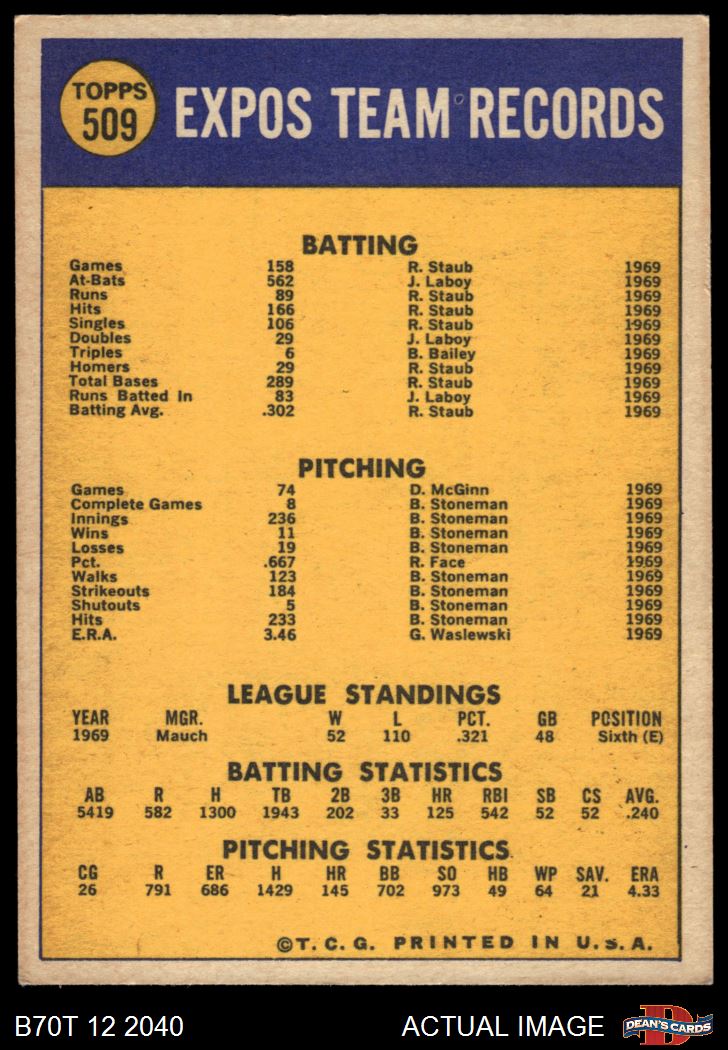 TOPPS
509
EXPOS TEAM RECORDS
BATTING
Games 158 R. Staub 1969
At-Bats 562 J. Laboy 1969
Runs 89 R. Staub 1969
Hits 166 R. Staub 1969
Singles 106 R. Staub 1969
Doubles 29 J. Laboy 1969
Triples 6 B. Bailey 1969
Homers 29 R. Staub 1969
Total Bases 289 R. Staub 1969
Runs Batted In 83 J. Laboy 1969
Batting Avg. .302 R. Staub 1969
PITCHING
Games 74 D. McGinn 1969
Complete Games 8 B. Stoneman 1969
Innings 236 B. Stoneman 1969
Wins 11 B. Stoneman 1969
Losses 19 B. Stoneman 1969
Pct. .667 R. Face 1969
Walks 123 B. Stoneman 1969
Strikeouts 184 B. Stoneman 1969
Shutouts 5 B. Stoneman 1969
Hits 233 B. Stoneman 1969
E.R.A. 3.46 G. Waslewski 1969
LEAGUE STANDINGS
YEAR MGR. W L PCT. GB POSITION
1969 Mauch 52 110 .321 48 Sixth (E)
BATTING STATISTICS
AB R H TB 2B 3B HR RBI SB CS AVG.
5419 582 1300 1943 202 33 125 542 52 52 .240
PITCHING STATISTICS
CG R ER H HR BB SO HB WP SAV. ERA
26 791 686 1429 145 702 973 49 64 21 4.33
©T. C. G. PRINTED IN U.S.A.
B70T 12 2040 ACTUAL IMAGE
D
DEAN'S CARDS